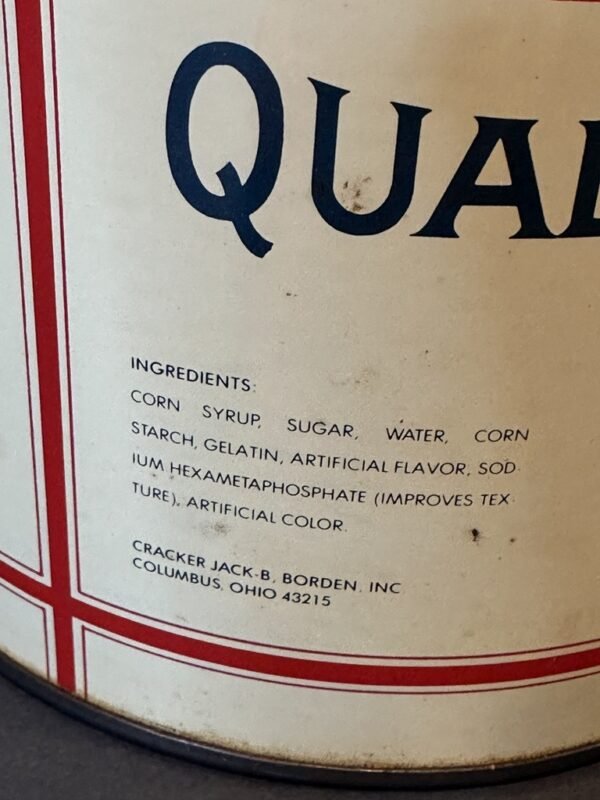 QUAL
INGREDIENTS:
CORN SYRUP, SUGAR, WATER, CORN
STARCH, GELATIN, ARTIFICIAL FLAVOR, SOD-
IUM HEXAMETAPHOSPHATE (IMPROVES TEX-
TURE), ARTIFICIAL COLOR.
CRACKER JACK-B, BORDEN, INC
COLUMBUS, OHIO 43215